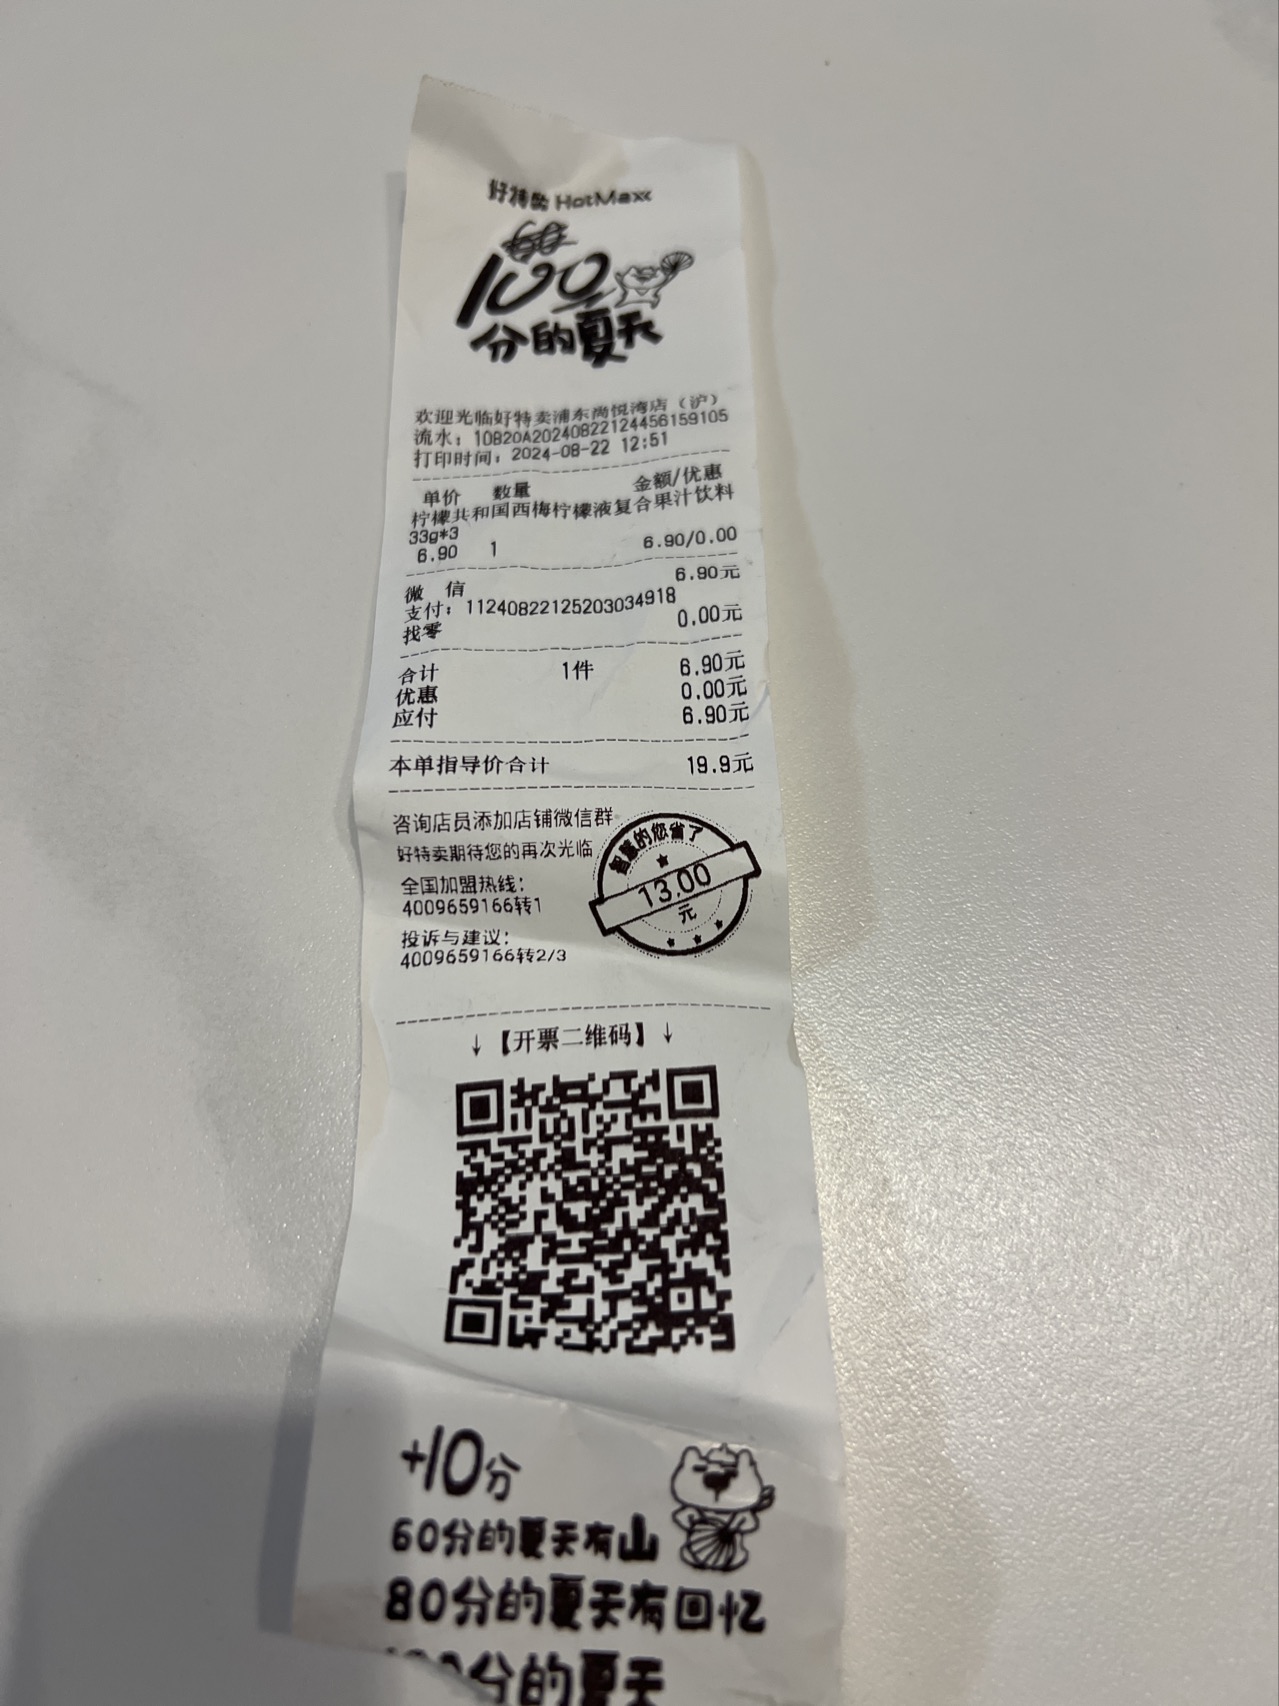 好特卖 HotMaxx
100
分的夏天
欢迎光临好特卖浦东尚悦湾店（沪）
流水：10820A20240822124456159105
打印时间：2024-08-22 12:51
单价 数量 金额/优惠
柠檬共和国西梅柠檬液复合果汁饮料
33g*3
6.90 1 6.90/0.00
微 信 6.90元
支付：11240822125203034918
找零 0.00元
合计 1件 6.90元
优惠 0.00元
应付 6.90元
本单指导价合计 19.9元
咨询店员添加店铺微信群
好特卖期待您的再次光临
全国加盟热线：
4009659166转1
投诉与建议：
4009659166转2/3
智慧的您省了
13.00
元
↓【开票二维码】↓
+10分
60分的夏天有山
80分的夏天有回忆
分的夏天